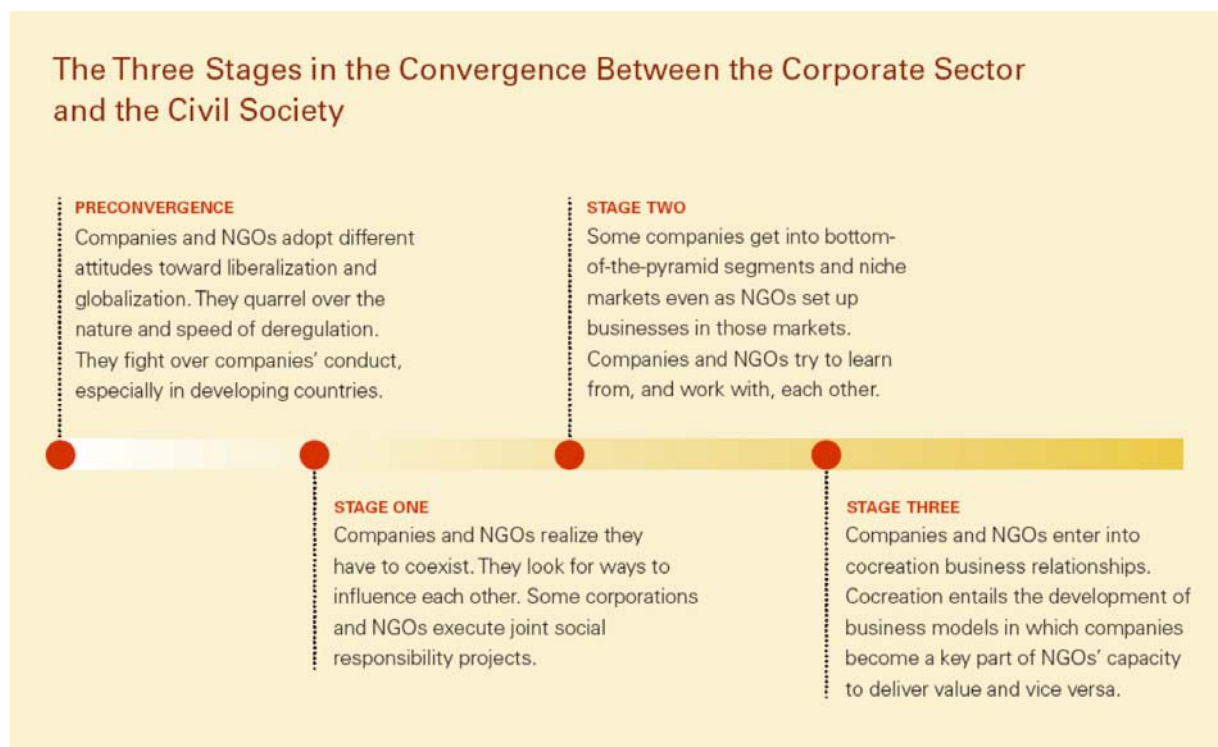 The Three Stages in the Convergence Between the Corporate Sector
and the Civil Society
PRECONVERGENCE
Companies and NGOs adopt different
attitudes toward liberalization and
globalization. They quarrel over the
nature and speed of deregulation.
They fight over companies’ conduct,
especially in developing countries.
STAGE ONE
Companies and NGOs realize they
have to coexist. They look for ways to
influence each other. Some corporations
and NGOs execute joint social
responsibility projects.
STAGE TWO
Some companies get into bottom-
of-the-pyramid segments and niche
markets even as NGOs set up
businesses in those markets.
Companies and NGOs try to learn
from, and work with, each other.
STAGE THREE
Companies and NGOs enter into
cocreation business relationships.
Cocreation entails the development of
business models in which companies
become a key part of NGOs’ capacity
to deliver value and vice versa.